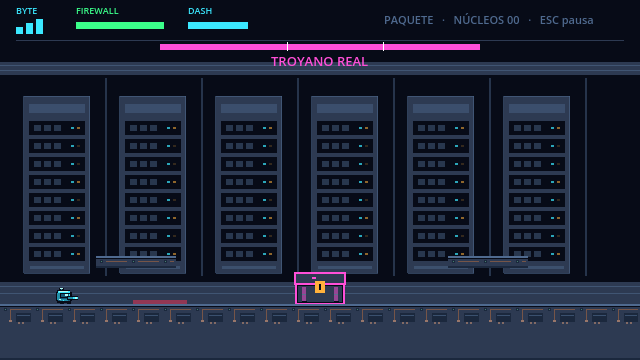 BYTE
FIREWALL
DASH
PAQUETE · NÚCLEOS 00 · ESC pausa
TROYANO REAL